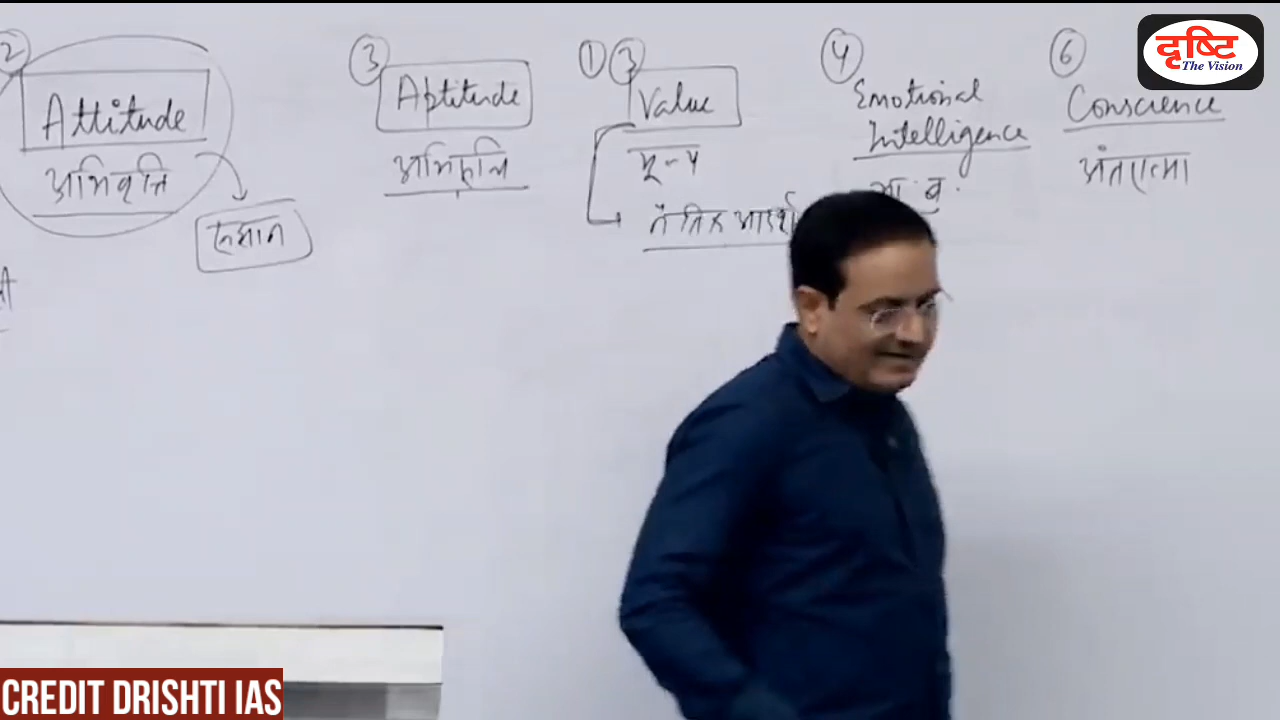 ② ③ ① ③ ④ ⑥
Attitude Aptitude Value Emotional Intelligence Conscience
अभिवृत्ति अभिरुचि मूल्य आ. बु. अंतरात्मा
रुझान नैतिक आदर्श
दृष्टि
The Vision
CREDIT DRISHTI IAS